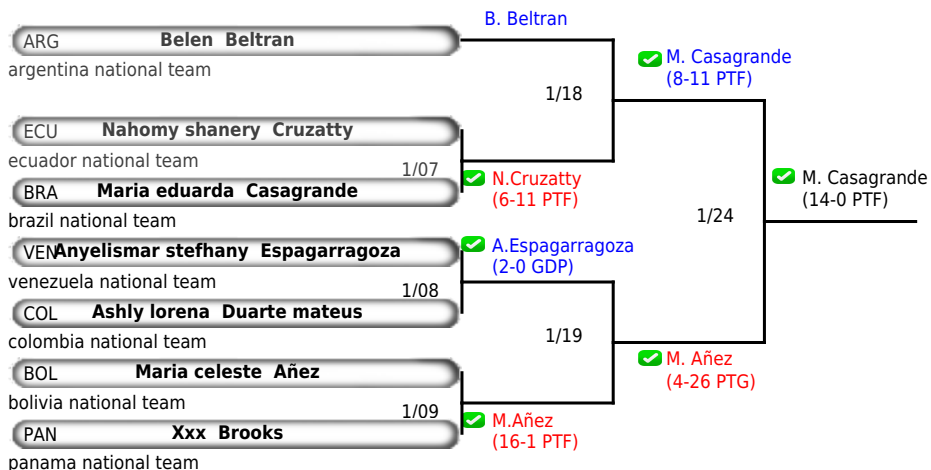 B. Beltran
ARG Belen Beltran
argentina national team
M. Casagrande
(8-11 PTF)
1/18
ECU Nahomy shanery Cruzatty
ecuador national team
1/07
BRA Maria eduarda Casagrande
brazil national team
N.Cruzatty
(6-11 PTF)
M. Casagrande
(14-0 PTF)
1/24
VEN Anyelismar stefhany Espagarragoza
venezuela national team
A.Espagarragoza
(2-0 GDP)
1/08
COL Ashly lorena Duarte mateus
colombia national team
1/19
M. Añez
(4-26 PTG)
BOL Maria celeste Añez
bolivia national team
1/09
PAN Xxx Brooks
panama national team
M.Añez
(16-1 PTF)